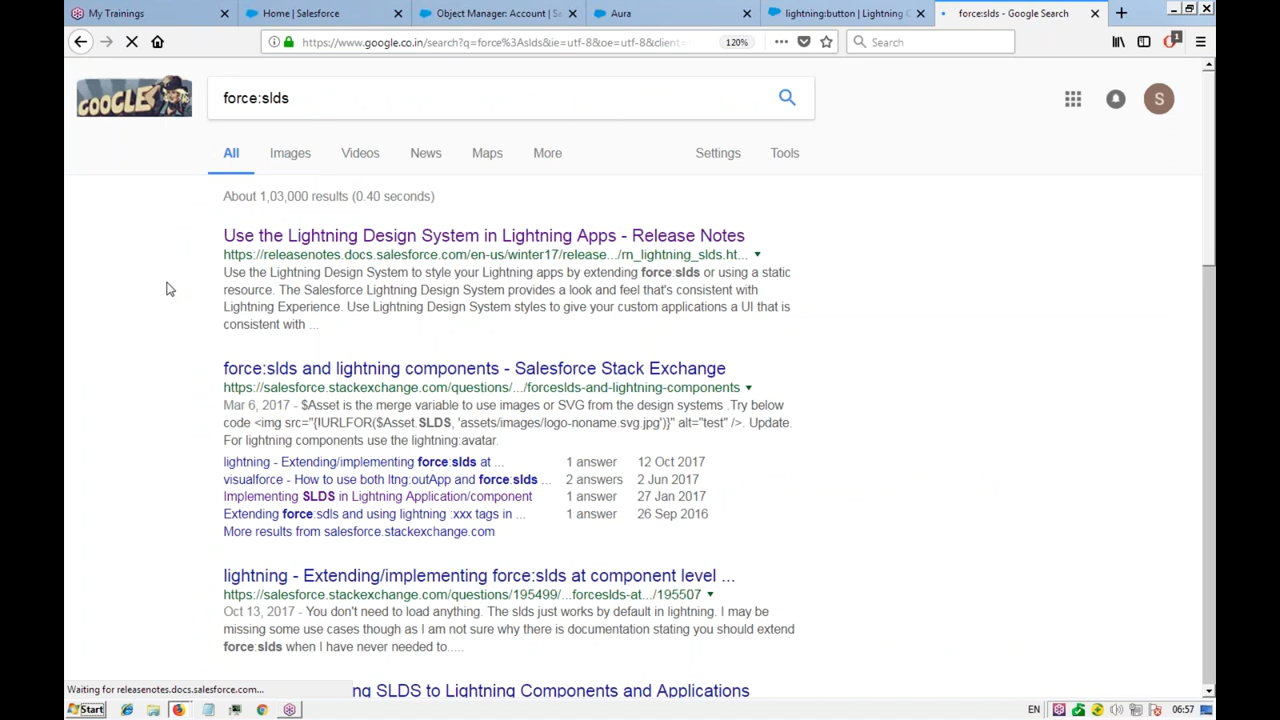 My Trainings
Home | Salesforce
Object Manager: Account | Sa
Aura
lightning:button | Lightning C
force:slds - Google Search
https://www.google.co.in/search?q=force%3Aslds&ie=utf-8&oe=utf-8&client=
120%
Search
1
GOOGLE
force:slds
S
All
Images
Videos
News
Maps
More
Settings
Tools
About 1,03,000 results (0.40 seconds)
Use the Lightning Design System in Lightning Apps - Release Notes
https://releasenotes.docs.salesforce.com/en-us/winter17/release.../rn_lightning_slds.ht...
Use the Lightning Design System to style your Lightning apps by extending force:slds or using a static
resource. The Salesforce Lightning Design System provides a look and feel that's consistent with
Lightning Experience. Use Lightning Design System styles to give your custom applications a UI that is
consistent with ...
force:slds and lightning components - Salesforce Stack Exchange
https://salesforce.stackexchange.com/questions/.../forceslds-and-lightning-components
Mar 6, 2017 - $Asset is the merge variable to use images or SVG from the design systems .Try below
code <img src="{!URLFOR($Asset.SLDS, 'assets/images/logo-noname.svg.jpg')}" alt="test" />. Update.
For lightning components use the lightning:avatar.
lightning - Extending/implementing force:slds at ... 1 answer 12 Oct 2017
visualforce - How to use both ltng:outApp and force:slds ... 2 answers 2 Jun 2017
Implementing SLDS in Lightning Application/component 1 answer 27 Jan 2017
Extending force:sdls and using lightning :xxx tags in ... 1 answer 26 Sep 2016
More results from salesforce.stackexchange.com
lightning - Extending/implementing force:slds at component level ...
https://salesforce.stackexchange.com/questions/195499/...forceslds-at.../195507
Oct 13, 2017 - You don't need to load anything. The slds just works by default in lightning. I may be
missing some use cases though as I am not sure why there is documentation stating you should extend
force:slds when I have never needed to.....
ng SLDS to Lightning Components and Applications
Waiting for releasenotes.docs.salesforce.com...
Start
EN
06:57